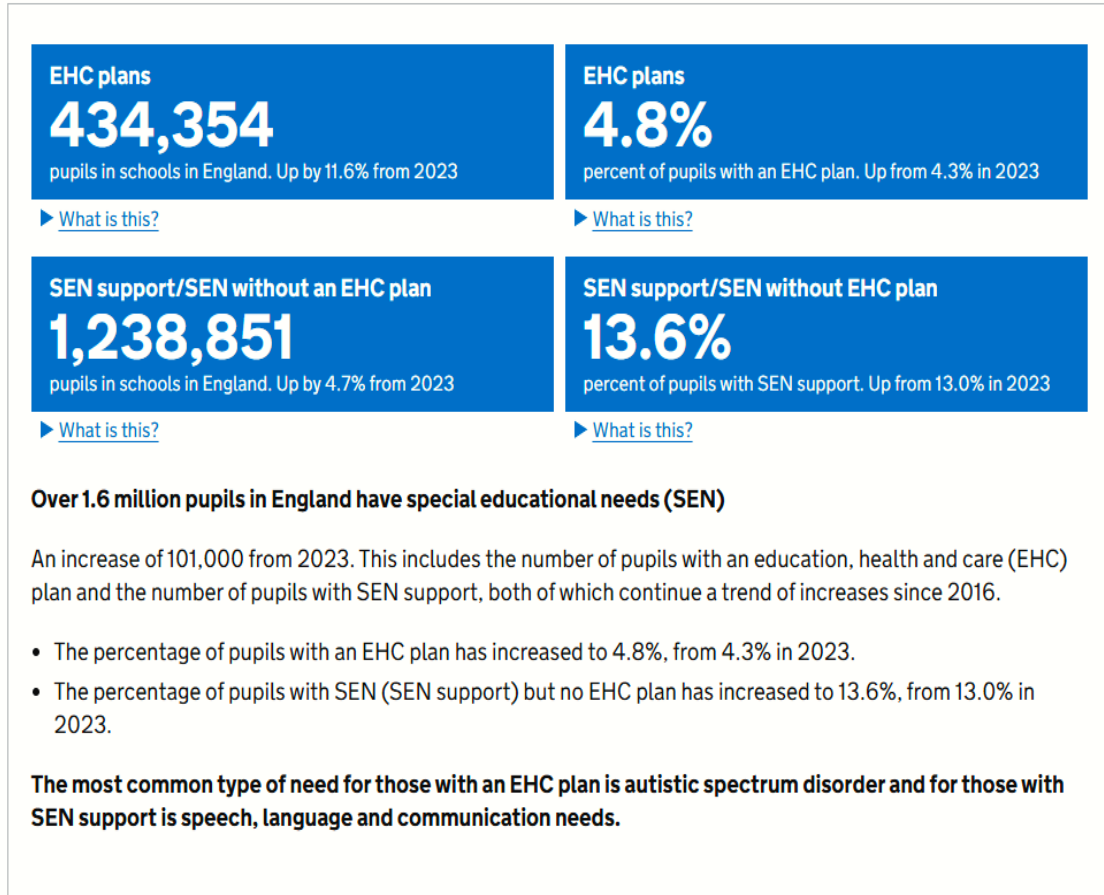 EHC plans
434,354
pupils in schools in England. Up by 11.6% from 2023
What is this?
EHC plans
4.8%
percent of pupils with an EHC plan. Up from 4.3% in 2023
What is this?
SEN support/SEN without an EHC plan
1,238,851
pupils in schools in England. Up by 4.7% from 2023
What is this?
SEN support/SEN without EHC plan
13.6%
percent of pupils with SEN support. Up from 13.0% in 2023
What is this?
Over 1.6 million pupils in England have special educational needs (SEN)
An increase of 101,000 from 2023. This includes the number of pupils with an education, health and care (EHC)
plan and the number of pupils with SEN support, both of which continue a trend of increases since 2016.
• The percentage of pupils with an EHC plan has increased to 4.8%, from 4.3% in 2023.
• The percentage of pupils with SEN (SEN support) but no EHC plan has increased to 13.6%, from 13.0% in
2023.
The most common type of need for those with an EHC plan is autistic spectrum disorder and for those with
SEN support is speech, language and communication needs.